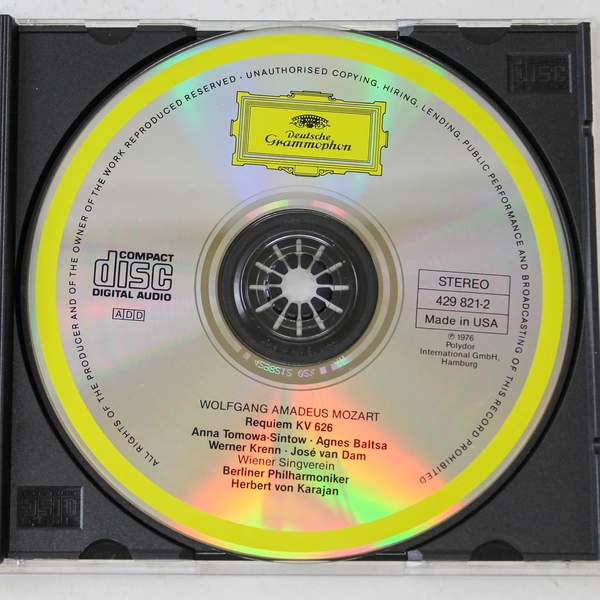 ALL RIGHTS OF THE PRODUCER AND OF THE OWNER OF THE WORK REPRODUCED RESERVED · UNAUTHORISED COPYING, HIRING, LENDING, PUBLIC PERFORMANCE AND BROADCASTING OF THIS RECORD PROHIBITED
Deutsche
Grammophon
COMPACT
disc
DIGITAL AUDIO
ADD
STEREO
429 821-2
Made in USA
℗ 1976
Polydor
International GmbH,
Hamburg
WOLFGANG AMADEUS MOZART
Requiem KV 626
Anna Tomowa-Sintow · Agnes Baltsa
Werner Krenn · José van Dam
Wiener Singverein
Berliner Philharmoniker
Herbert von Karajan
disc